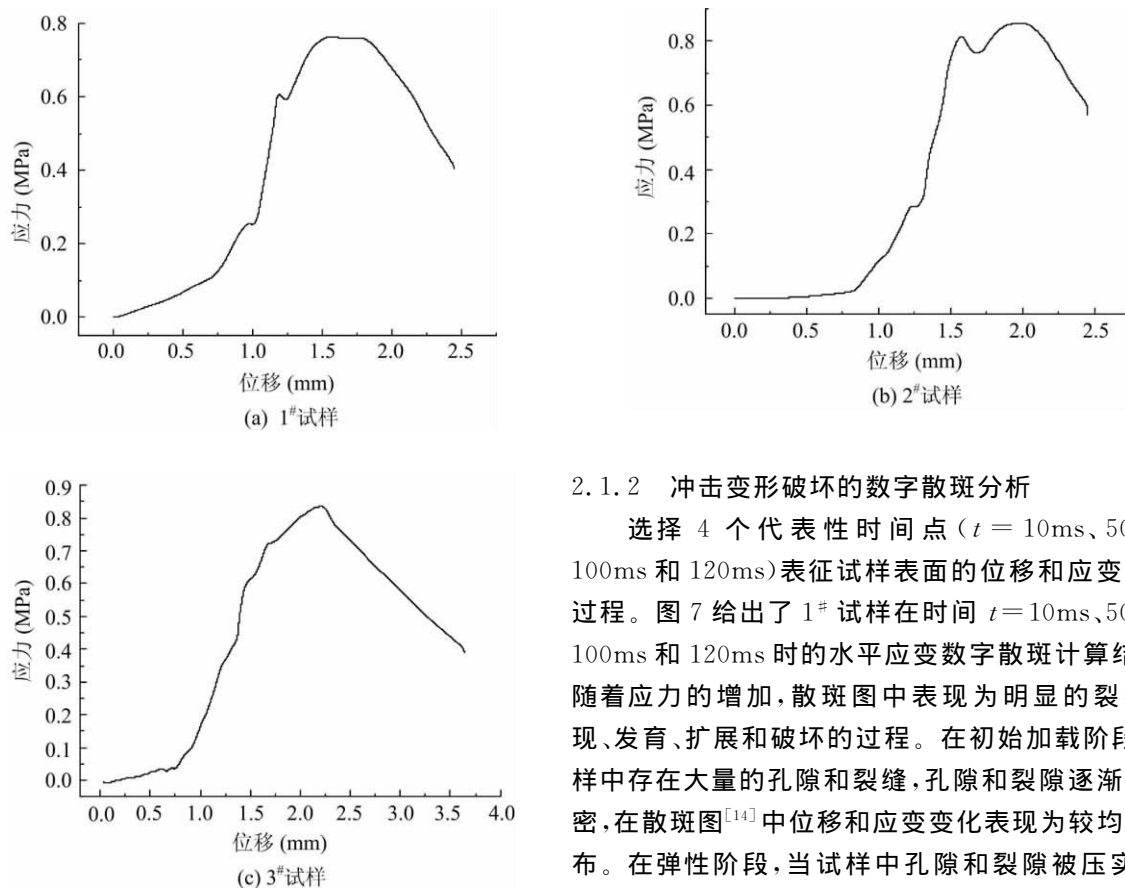 0.8
0.6
0.4
0.2
0.0
应力 (MPa)
0.0 0.5 1.0 1.5 2.0 2.5
位移 (mm)
(a) 1#试样
0.8
0.6
0.4
0.2
0.0
应力 (MPa)
0.0 0.5 1.0 1.5 2.0 2.5
位移 (mm)
(b) 2#试样
0.9
0.8
0.7
0.6
0.5
0.4
0.3
0.2
0.1
0.0
应力 (MPa)
0.0 0.5 1.0 1.5 2.0 2.5 3.0 3.5 4.0
位移 (mm)
(c) 3#试样
2.1.2 冲击变形破坏的数字散斑分析
选择 4 个代表性时间点(t=10ms、50
100ms 和 120ms)表征试样表面的位移和应变
过程。图 7 给出了 1# 试样在时间 t=10ms、50
100ms 和 120ms 时的水平应变数字散斑计算结
随着应力的增加,散斑图中表现为明显的裂
现、发育、扩展和破坏的过程。在初始加载阶段
样中存在大量的孔隙和裂缝,孔隙和裂隙逐渐
密,在散斑图[14]中位移和应变变化表现为较均
布。在弹性阶段,当试样中孔隙和裂隙被压实